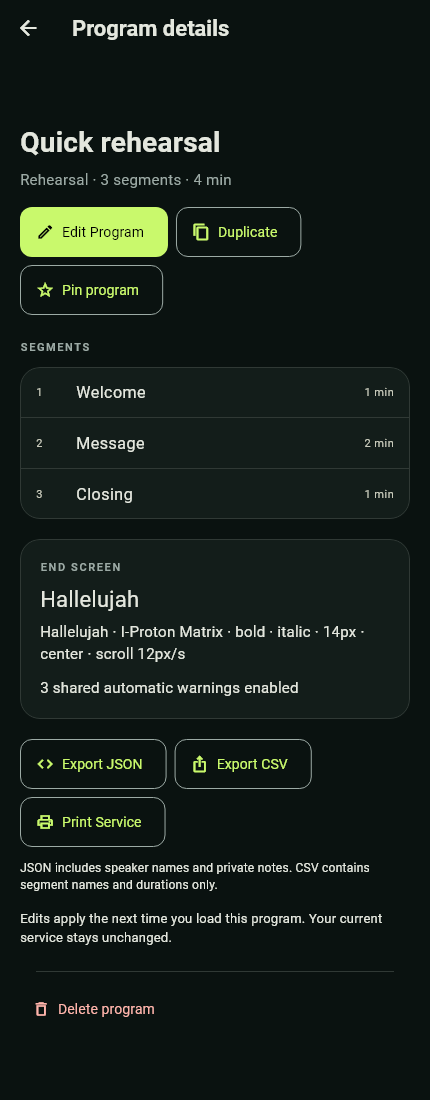 Program details
Quick rehearsal
Rehearsal · 3 segments · 4 min
Edit Program
Duplicate
Pin program
SEGMENTS
1 Welcome 1 min
2 Message 2 min
3 Closing 1 min
END SCREEN
Hallelujah
Hallelujah · I-Proton Matrix · bold · italic · 14px ·
center · scroll 12px/s
3 shared automatic warnings enabled
Export JSON
Export CSV
Print Service
JSON includes speaker names and private notes. CSV contains
segment names and durations only.
Edits apply the next time you load this program. Your current
service stays unchanged.
Delete program